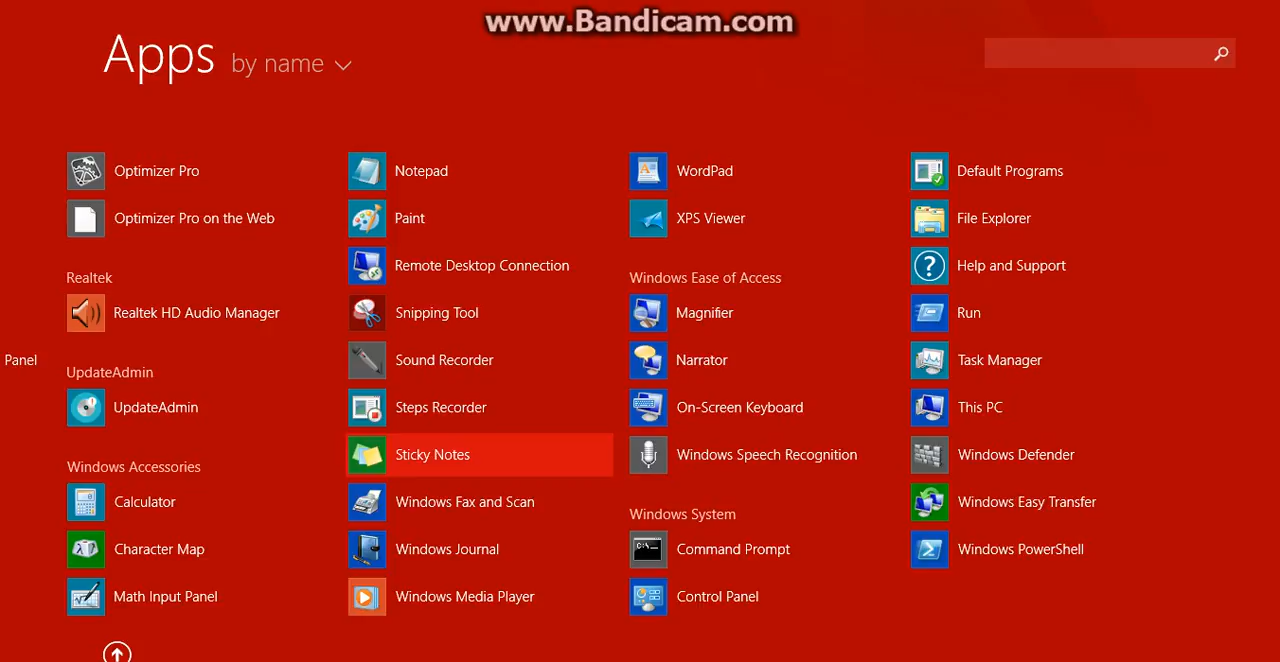 www.Bandicam.com
Apps by name
Optimizer Pro
Optimizer Pro on the Web
Realtek
Realtek HD Audio Manager
Panel
UpdateAdmin
UpdateAdmin
Windows Accessories
Calculator
Character Map
Math Input Panel
Notepad
Paint
Remote Desktop Connection
Snipping Tool
Sound Recorder
Steps Recorder
Sticky Notes
Windows Fax and Scan
Windows Journal
Windows Media Player
WordPad
XPS Viewer
Windows Ease of Access
Magnifier
Narrator
On-Screen Keyboard
Windows Speech Recognition
Windows System
Command Prompt
Control Panel
Default Programs
File Explorer
Help and Support
Run
Task Manager
This PC
Windows Defender
Windows Easy Transfer
Windows PowerShell